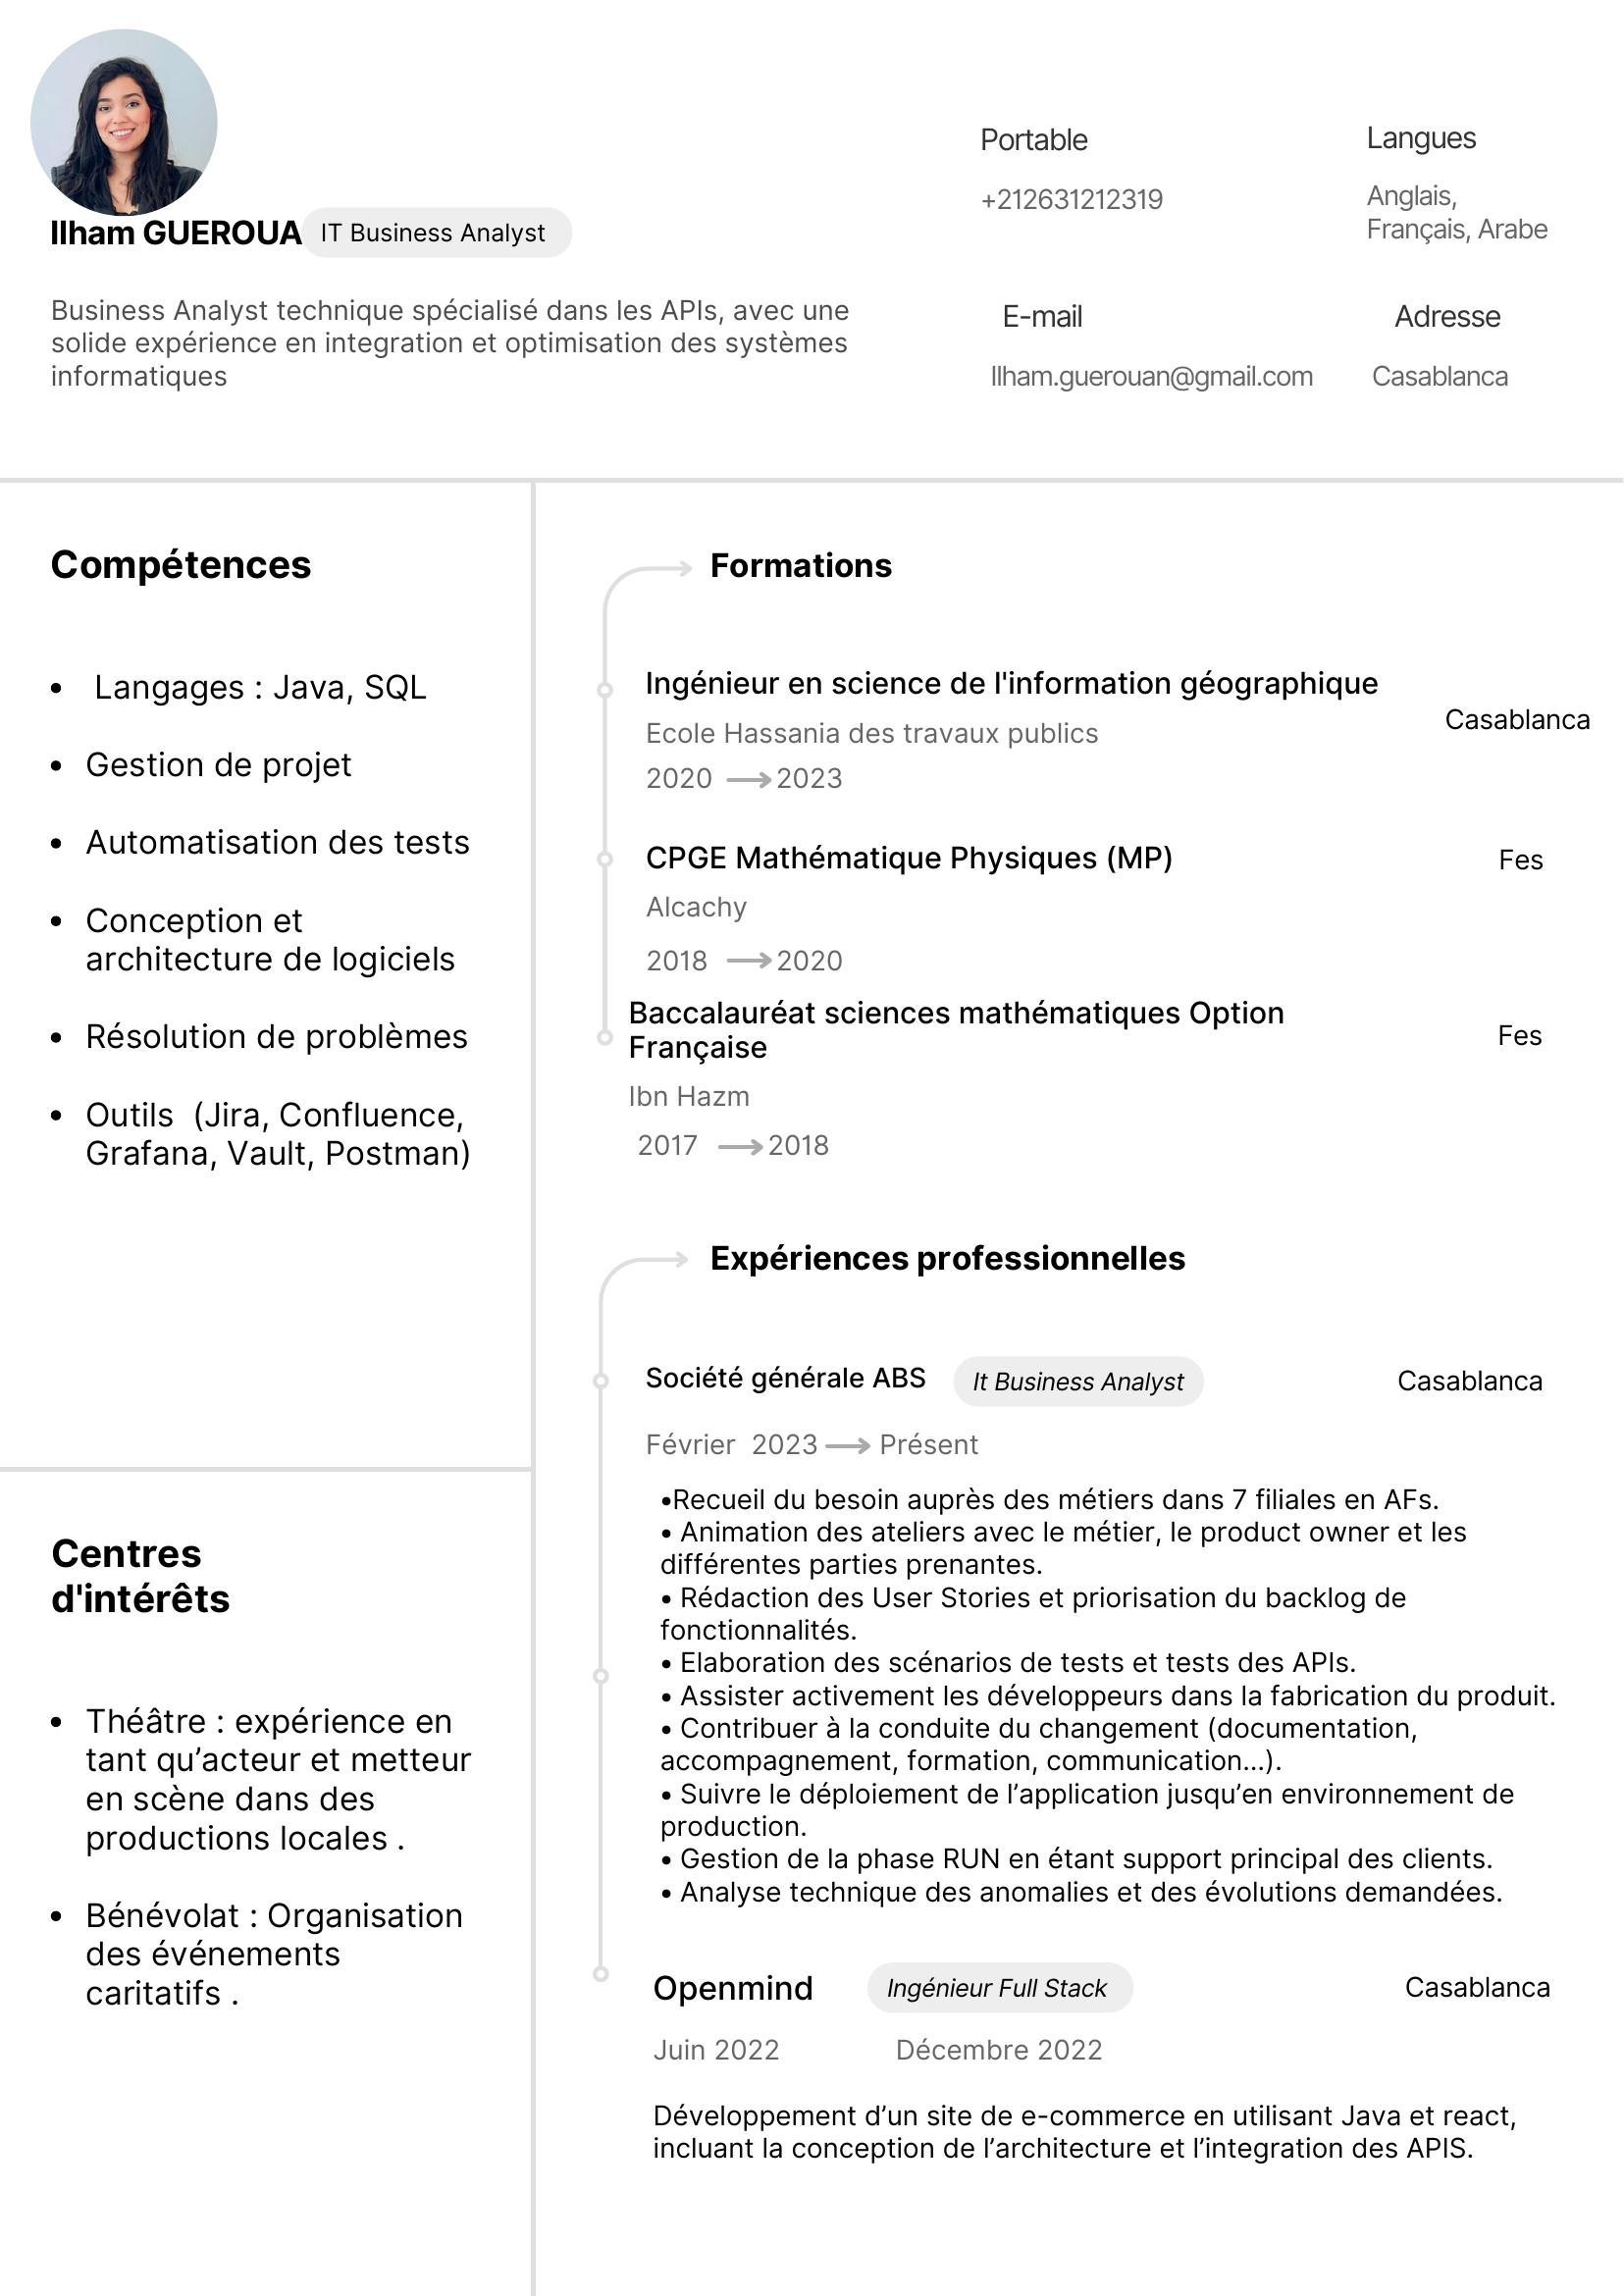 Ilham GUEROUA
IT Business Analyst
Business Analyst technique spécialisé dans les APIs, avec une
solide expérience en integration et optimisation des systèmes
informatiques
Portable
+212631212319
Langues
Anglais,
Français, Arabe
E-mail
Ilham.guerouan@gmail.com
Adresse
Casablanca
Compétences
• Langages : Java, SQL
• Gestion de projet
• Automatisation des tests
• Conception et
architecture de logiciels
• Résolution de problèmes
• Outils (Jira, Confluence,
Grafana, Vault, Postman)
Centres
d'intérêts
• Théâtre : expérience en
tant qu’acteur et metteur
en scène dans des
productions locales .
• Bénévolat : Organisation
des événements
caritatifs .
Formations
Ingénieur en science de l'information géographique
Casablanca
Ecole Hassania des travaux publics
2020 → 2023
CPGE Mathématique Physiques (MP)
Fes
Alcachy
2018 → 2020
Baccalauréat sciences mathématiques Option
Française
Fes
Ibn Hazm
2017 → 2018
Expériences professionnelles
Société générale ABS
It Business Analyst
Casablanca
Février 2023 → Présent
•Recueil du besoin auprès des métiers dans 7 filiales en AFs.
• Animation des ateliers avec le métier, le product owner et les
différentes parties prenantes.
• Rédaction des User Stories et priorisation du backlog de
fonctionnalités.
• Elaboration des scénarios de tests et tests des APIs.
• Assister activement les développeurs dans la fabrication du produit.
• Contribuer à la conduite du changement (documentation,
accompagnement, formation, communication...).
• Suivre le déploiement de l’application jusqu’en environnement de
production.
• Gestion de la phase RUN en étant support principal des clients.
• Analyse technique des anomalies et des évolutions demandées.
Openmind
Ingénieur Full Stack
Casablanca
Juin 2022 Décembre 2022
Développement d’un site de e-commerce en utilisant Java et react,
incluant la conception de l’architecture et l’integration des APIS.